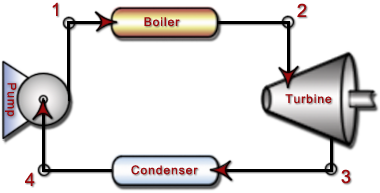 1
Boiler
2
Pump
Turbine
4
Condenser
3